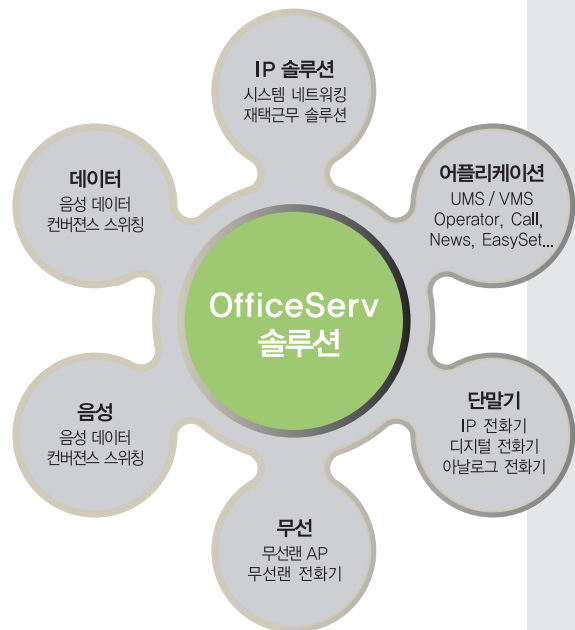 IP 솔루션
시스템 네트워킹
재택근무 솔루션
데이터
음성 데이터
컨버젼스 스위칭
어플리케이션
UMS / VMS
Operator, Call,
News, EasySet...
OfficeServ
솔루션
음성
음성 데이터
컨버젼스 스위칭
단말기
IP 전화기
디지털 전화기
아날로그 전화기
무선
무선랜 AP
무선랜 전화기